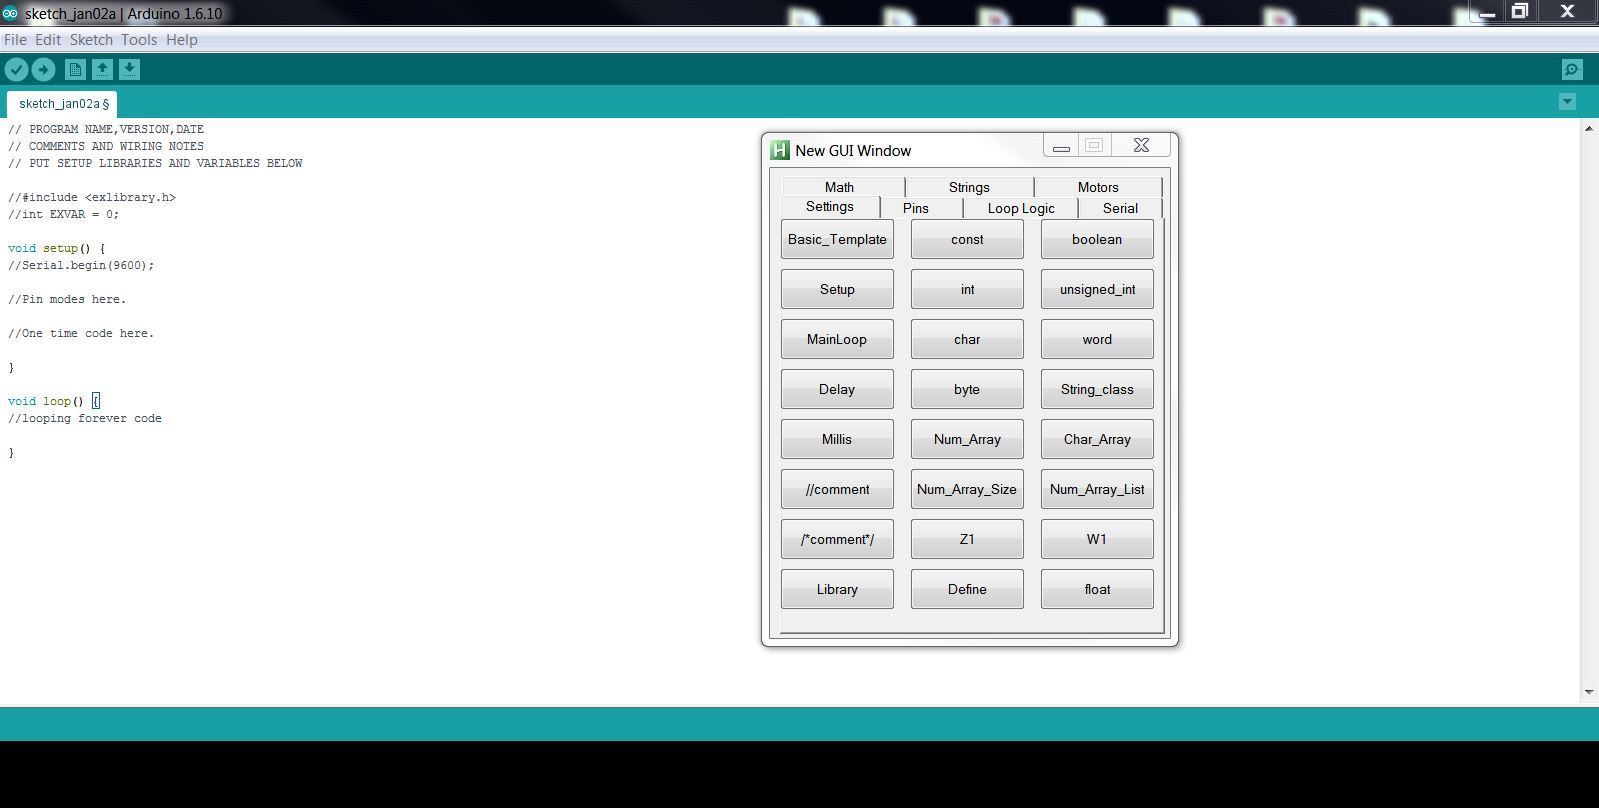 sketch_jan02a | Arduino 1.6.10
File Edit Sketch Tools Help
sketch_jan02a §
// PROGRAM NAME,VERSION,DATE
// COMMENTS AND WIRING NOTES
// PUT SETUP LIBRARIES AND VARIABLES BELOW
//#include <exlibrary.h>
//int EXVAR = 0;
void setup() {
//Serial.begin(9600);
//Pin modes here.
//One time code here.
}
void loop() {
//looping forever code
}
H New GUI Window
Math Strings Motors
Settings Pins Loop Logic Serial
Basic_Template const boolean
Setup int unsigned_int
MainLoop char word
Delay byte String_class
Millis Num_Array Char_Array
//comment Num_Array_Size Num_Array_List
/*comment*/ Z1 W1
Library Define float